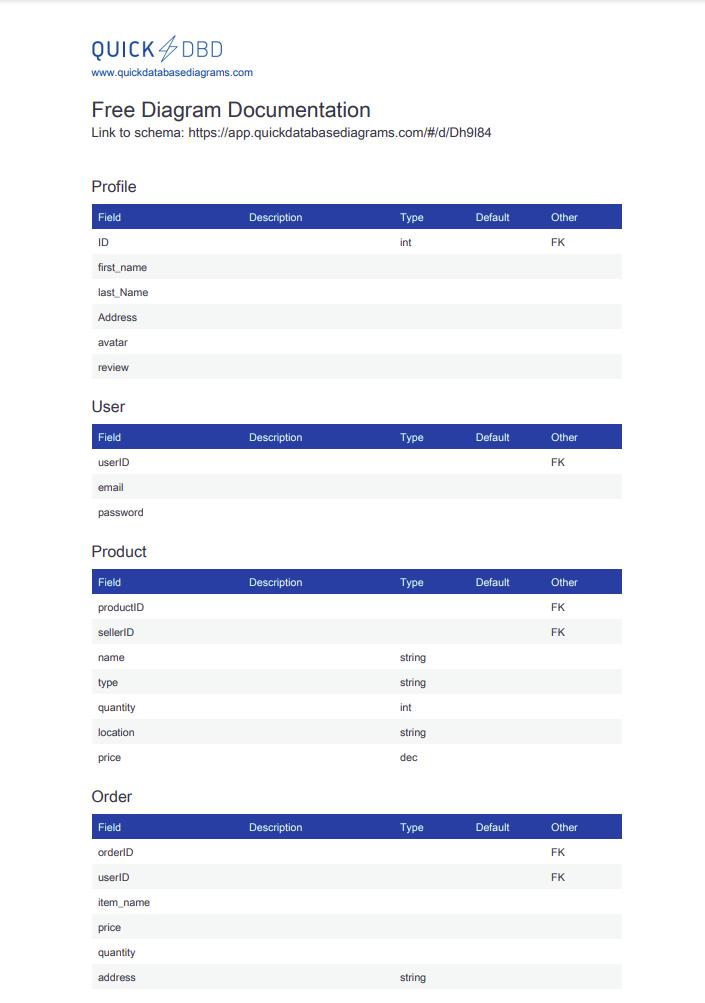 QUICK DBD
www.quickdatabasediagrams.com
Free Diagram Documentation
Link to schema: https://app.quickdatabasediagrams.com/#/d/Dh9I84
Profile
Field Description Type Default Other
ID int FK
first_name
last_Name
Address
avatar
review
User
Field Description Type Default Other
userID FK
email
password
Product
Field Description Type Default Other
productID FK
sellerID FK
name string
type string
quantity int
location string
price dec
Order
Field Description Type Default Other
orderID FK
userID FK
item_name
price
quantity
address string